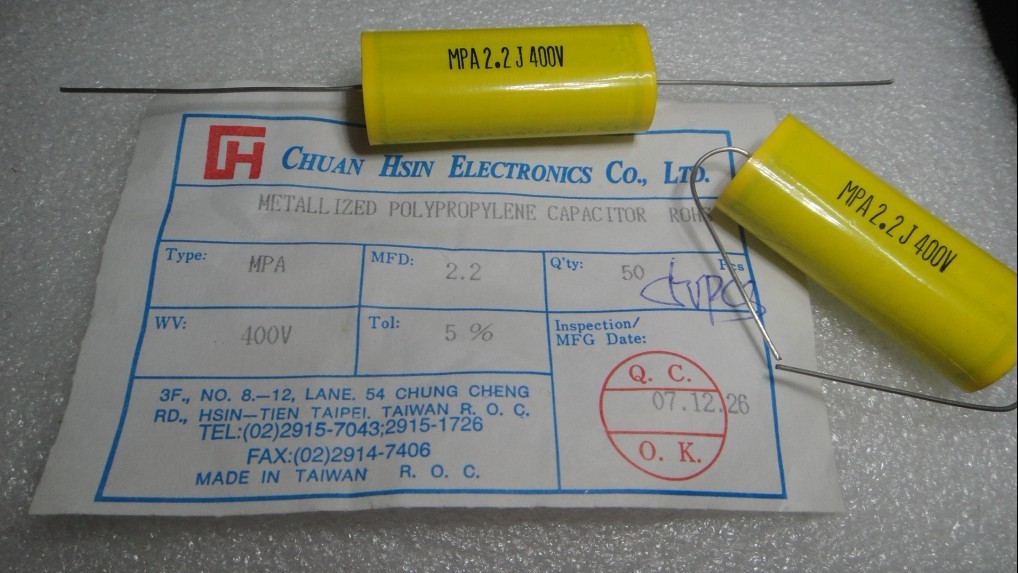 MPA 2.2 J 400V
MPA 2.2 J 400V
CH CHUAN HSIN ELECTRONICS CO., LTD.
METALLIZED POLYPROPYLENE CAPACITOR ROHS
Type: MPA
MFD: 2.2
Q'ty: 50 Pcs
WV: 400V
Tol: 5 %
Inspection/
MFG Date:
Q. C.
07.12.26
O. K.
3F., NO. 8.—12, LANE. 54 CHUNG CHENG
RD., HSIN—TIEN TAIPEI. TAIWAN R. O. C.
TEL:(02)2915-7043;2915-1726
FAX:(02)2914-7406
MADE IN TAIWAN R. O. C.